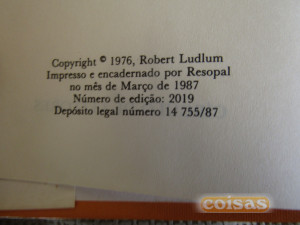 Copyright © 1976, Robert Ludlum
Impresso e encadernado por Resopal
no mês de Março de 1987
Número de edição: 2019
Depósito legal número 14 755/87
coisas